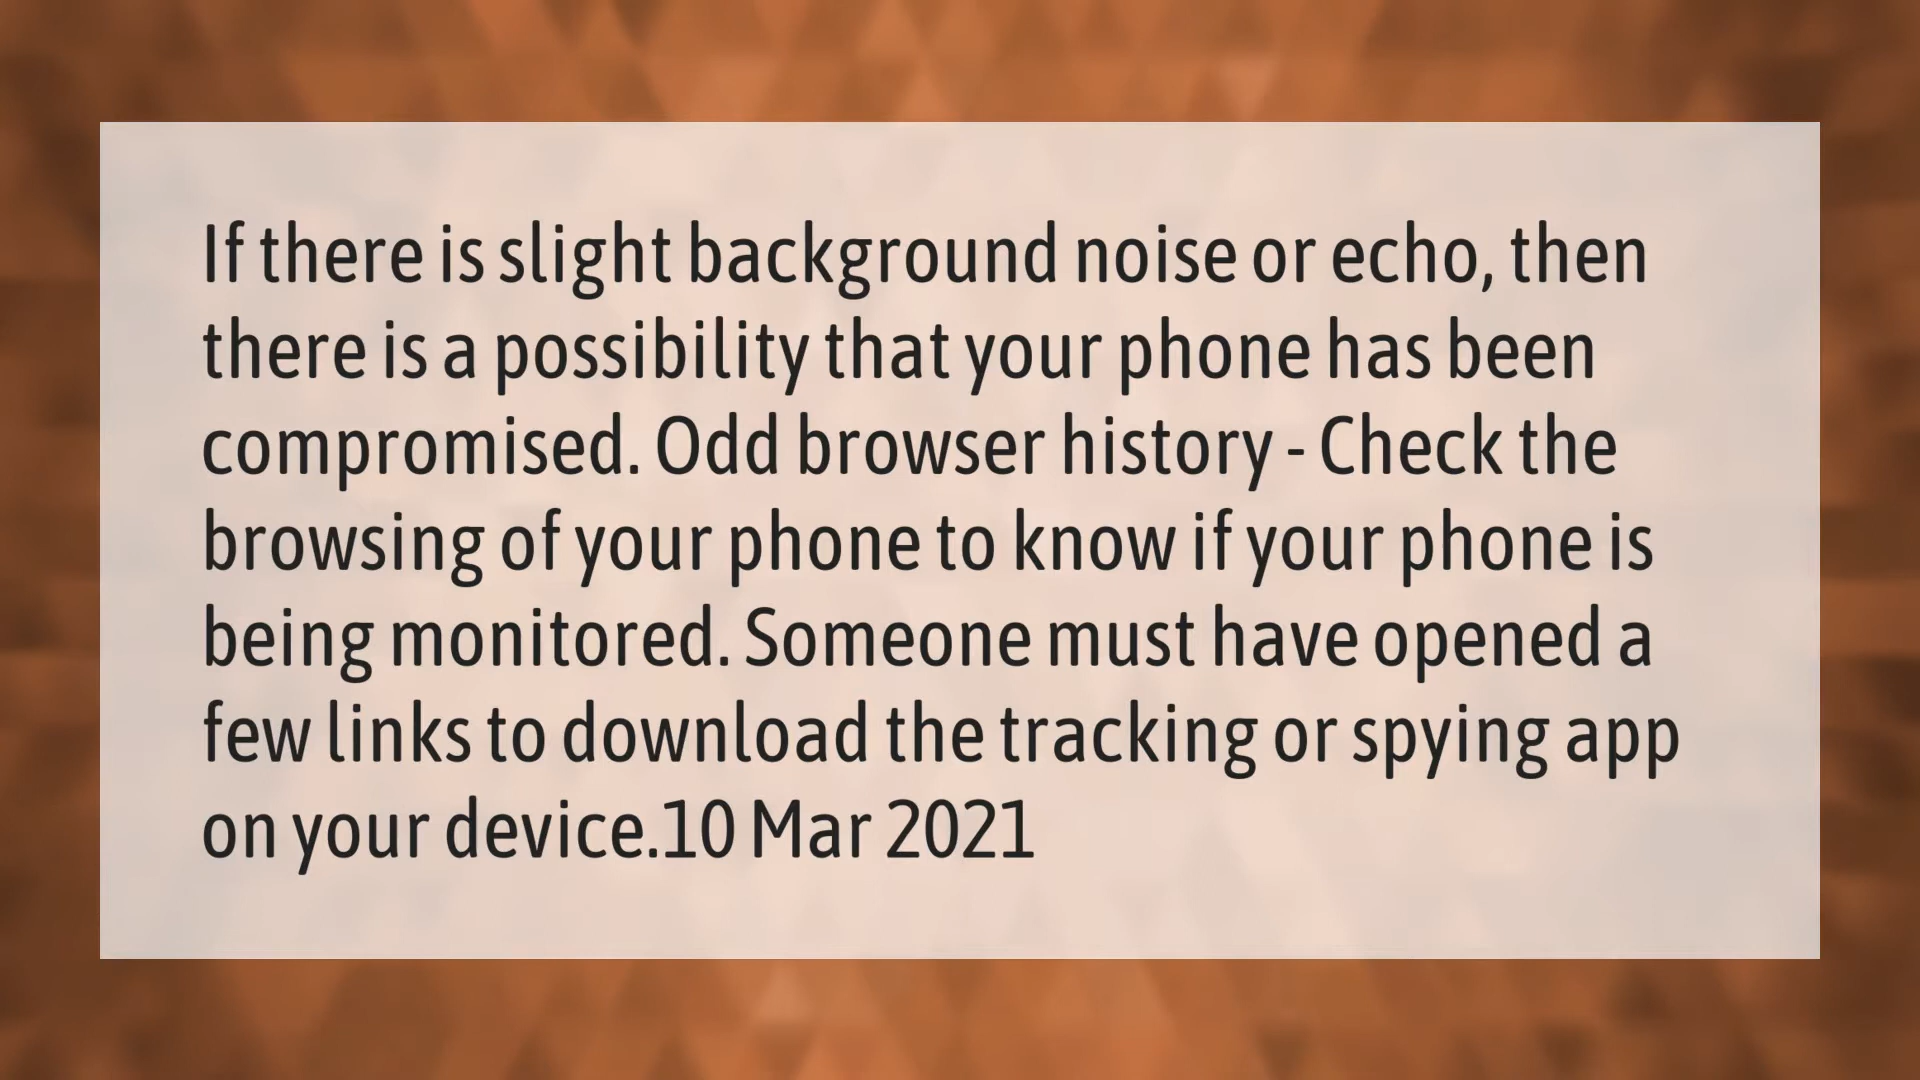 If there is slight background noise or echo, then
there is a possibility that your phone has been
compromised. Odd browser history - Check the
browsing of your phone to know if your phone is
being monitored. Someone must have opened a
few links to download the tracking or spying app
on your device.10 Mar 2021